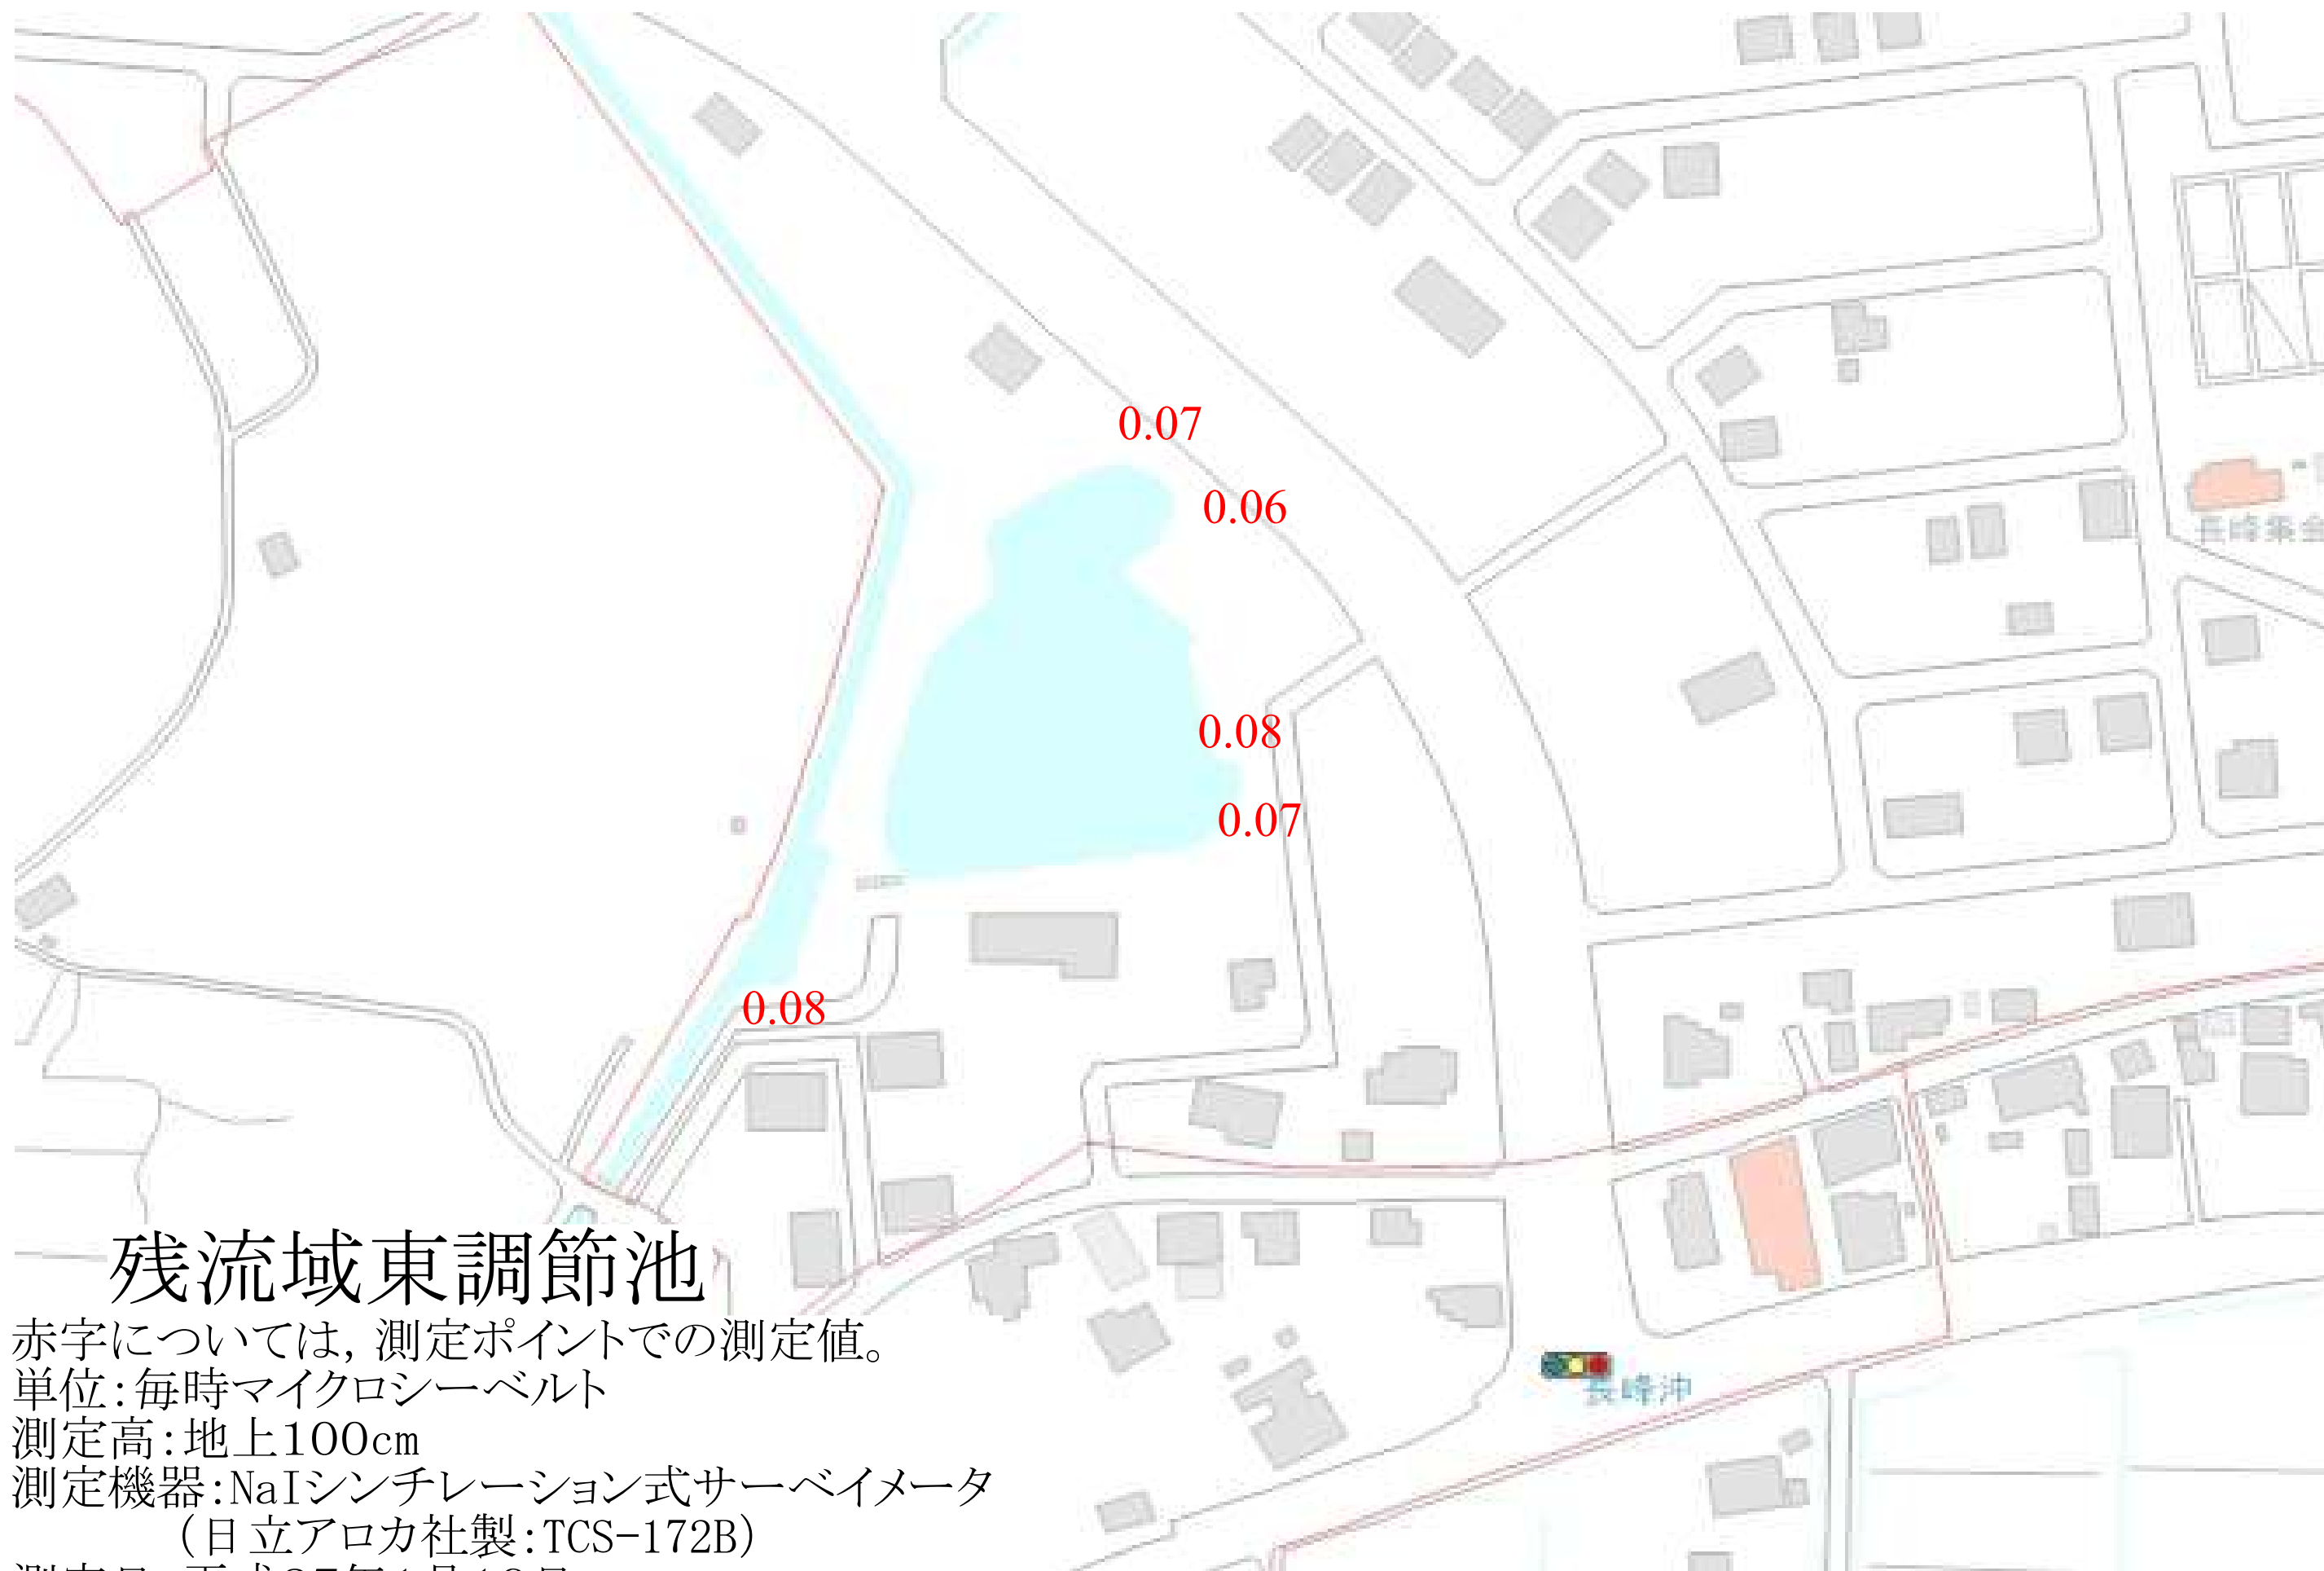 0.07
0.06
長峰集会
0.08
0.07
0.08
残流域東調節池
赤字については，測定ポイントでの測定値。
単位：毎時マイクロシーベルト
長峰沖
測定高：地上100cm
測定機器：NaIシンチレーション式サーベイメータ
（日立アロカ社製：TCS-172B）